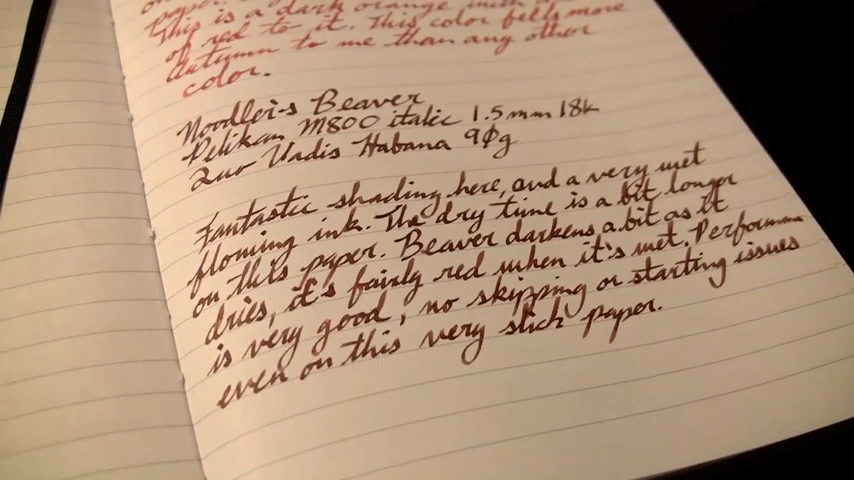 paper.
This is a dark orange with a
of red to it. This color feels more
Autumn to me than any other
color.
Noodler's Beaver
Pelikan M800 italic 1.5mm 18k
Quo Vadis Habana 90g
Fantastic shading here, and a very wet
flowing ink. The dry time is a bit longer
on this paper. Beaver darkens a bit as it
dries, it's fairly red when it's wet. Performance
is very good, no skipping or starting issues
even on this very slick paper.